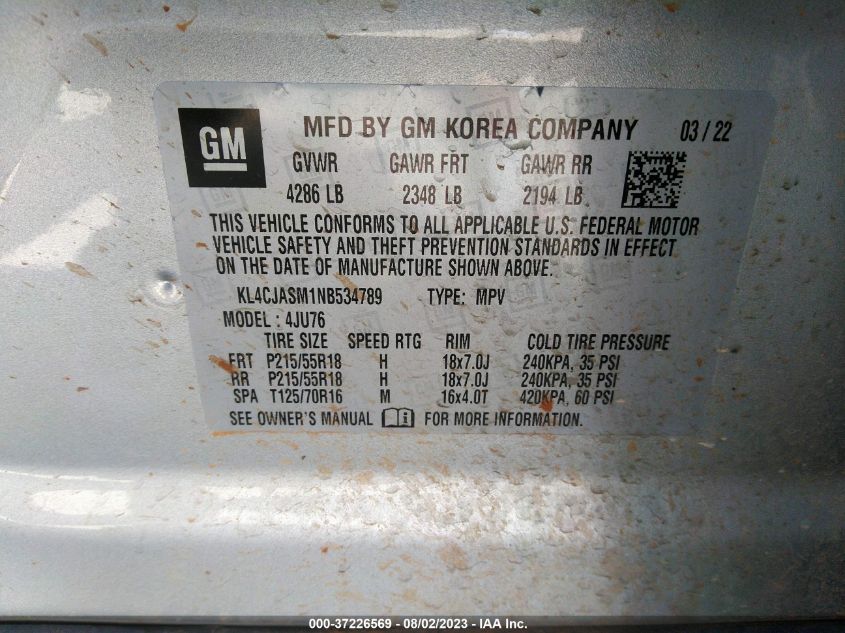 GM MFD BY GM KOREA COMPANY 03/22
GVWR GAWR FRT GAWR RR
4286 LB 2348 LB 2194 LB
THIS VEHICLE CONFORMS TO ALL APPLICABLE U.S. FEDERAL MOTOR
VEHICLE SAFETY AND THEFT PREVENTION STANDARDS IN EFFECT
ON THE DATE OF MANUFACTURE SHOWN ABOVE.
KL4CJASM1NB534789 TYPE: MPV
MODEL : 4JU76
TIRE SIZE SPEED RTG RIM COLD TIRE PRESSURE
FRT P215/55R18 H 18x7.0J 240KPA, 35 PSI
RR P215/55R18 H 18x7.0J 240KPA, 35 PSI
SPA T125/70R16 M 16x4.0T 420KPA, 60 PSI
SEE OWNER'S MANUAL FOR MORE INFORMATION.
000-37226569 - 08/02/2023 - IAA Inc.